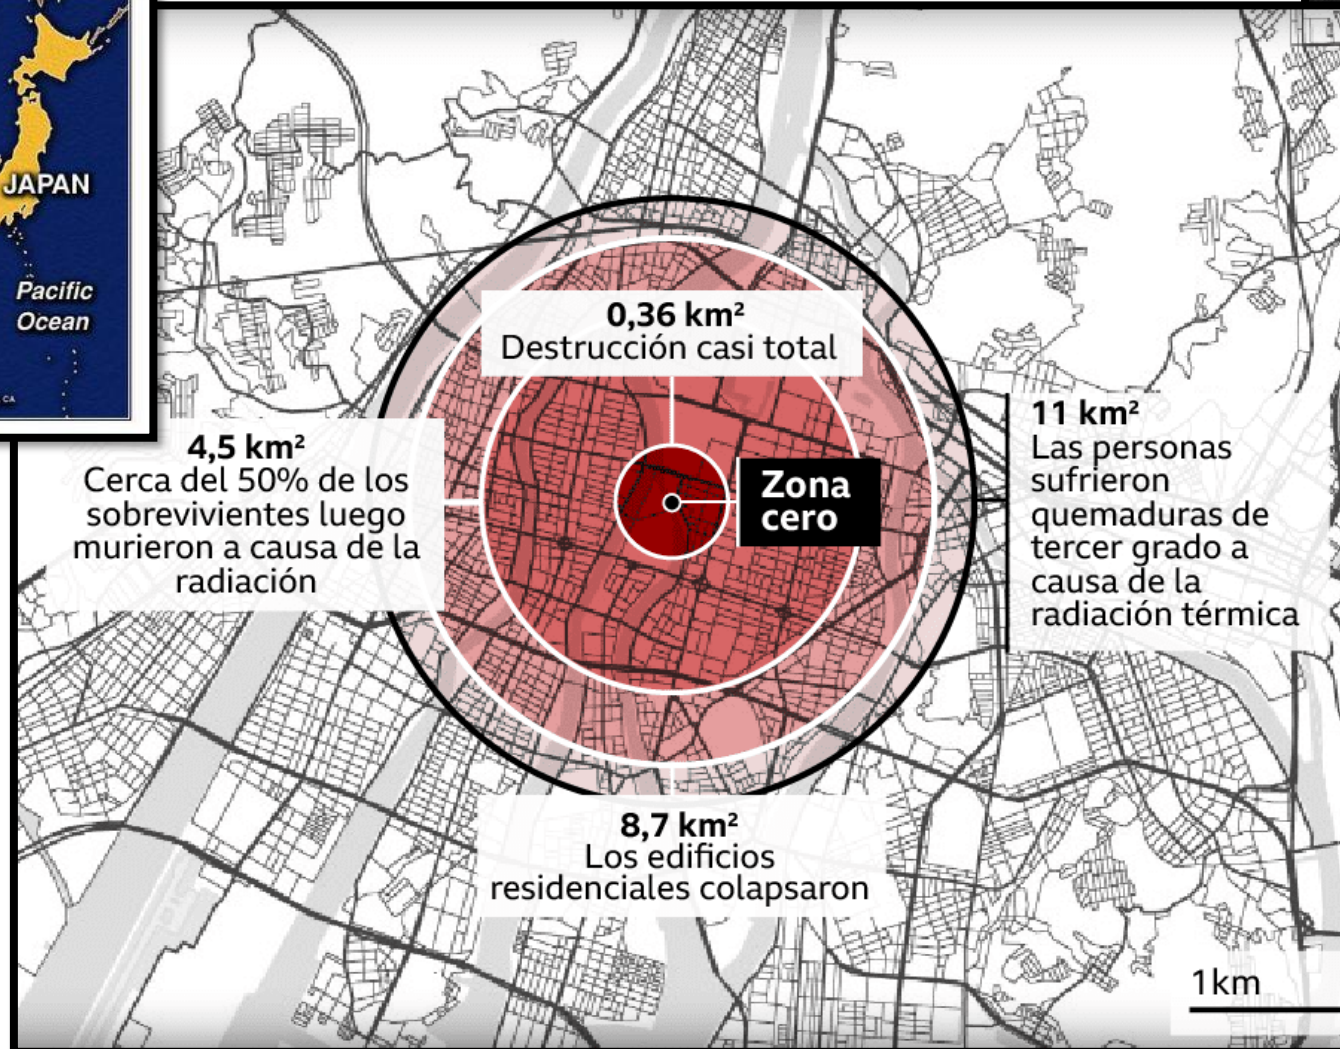 JAPAN
Pacific
Ocean
CA
0,36 km²
Destrucción casi total
4,5 km²
Cerca del 50% de los
sobrevivientes luego
murieron a causa de la
radiación
Zona
cero
11 km²
Las personas
sufrieron
quemaduras de
tercer grado a
causa de la
radiación térmica
8,7 km²
Los edificios
residenciales colapsaron
1km